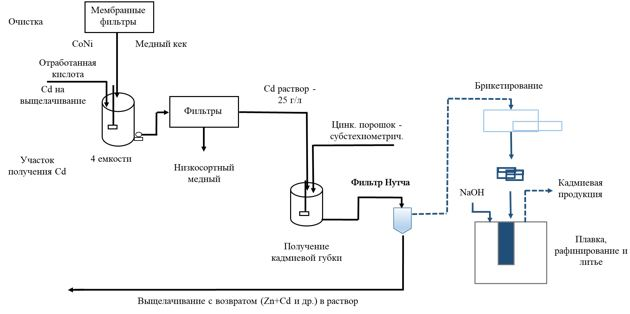 Мембранные
фильтры
Очистка
CoNi
Медный кек
Отработанная
кислота
Cd на
выщелачивание
4 емкости
Участок
получения Cd
Фильтры
Низкосортный
медный
Cd раствор -
25 г/л
Цинк. порошок -
субстехиометрич.
Получение
кадмиевой губки
Фильтр Нутча
Брикетирование
NaOH
Кадмиевая
продукция
Плавка,
рафинирование и
литье
Выщелачивание с возвратом (Zn+Cd и др.) в раствор